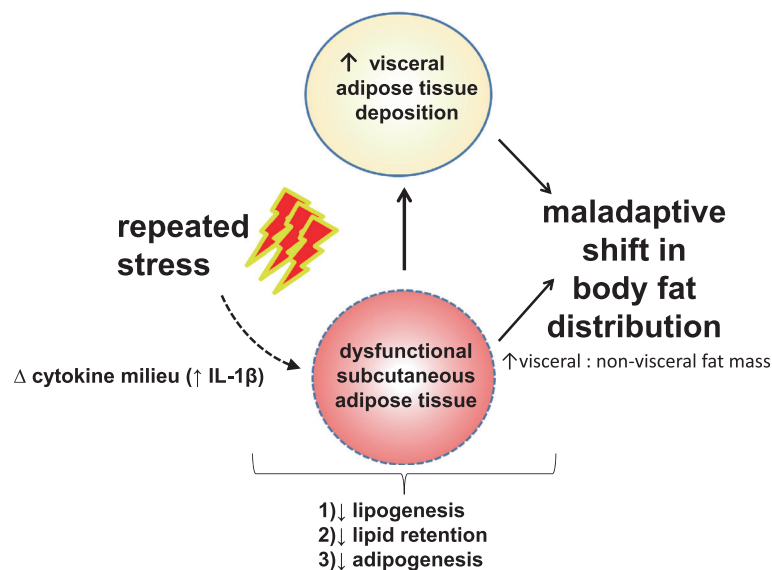 ↑ visceral
adipose tissue
deposition
repeated
stress
maladaptive
shift in
body fat
distribution
↑visceral : non-visceral fat mass
dysfunctional
subcutaneous
adipose tissue
Δ cytokine milieu (↑ IL-1β)
1)↓ lipogenesis
2)↓ lipid retention
3)↓ adipogenesis